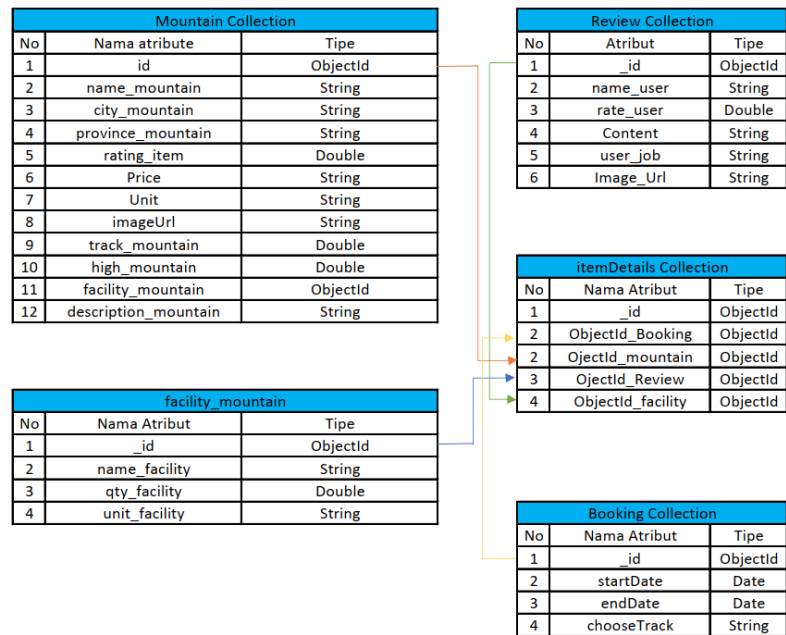 Mountain Collection
No Nama atribute Tipe
1 id ObjectId
2 name_mountain String
3 city_mountain String
4 province_mountain String
5 rating_item Double
6 Price String
7 Unit String
8 imageUrl String
9 track_mountain Double
10 high_mountain Double
11 facility_mountain ObjectId
12 description_mountain String
facility_mountain
No Nama Atribut Tipe
1 _id ObjectId
2 name_facility String
3 qty_facility Double
4 unit_facility String
Review Collection
No Atribut Tipe
1 _id ObjectId
2 name_user String
3 rate_user Double
4 Content String
5 user_job String
6 Image_Url String
itemDetails Collection
No Nama Atribut Tipe
1 _id ObjectId
2 ObjectId_Booking ObjectId
2 OjectId_mountain ObjectId
3 OjectId_Review ObjectId
4 ObjectId_facility ObjectId
Booking Collection
No Nama Atribut Tipe
1 _id ObjectId
2 startDate Date
3 endDate Date
4 chooseTrack String